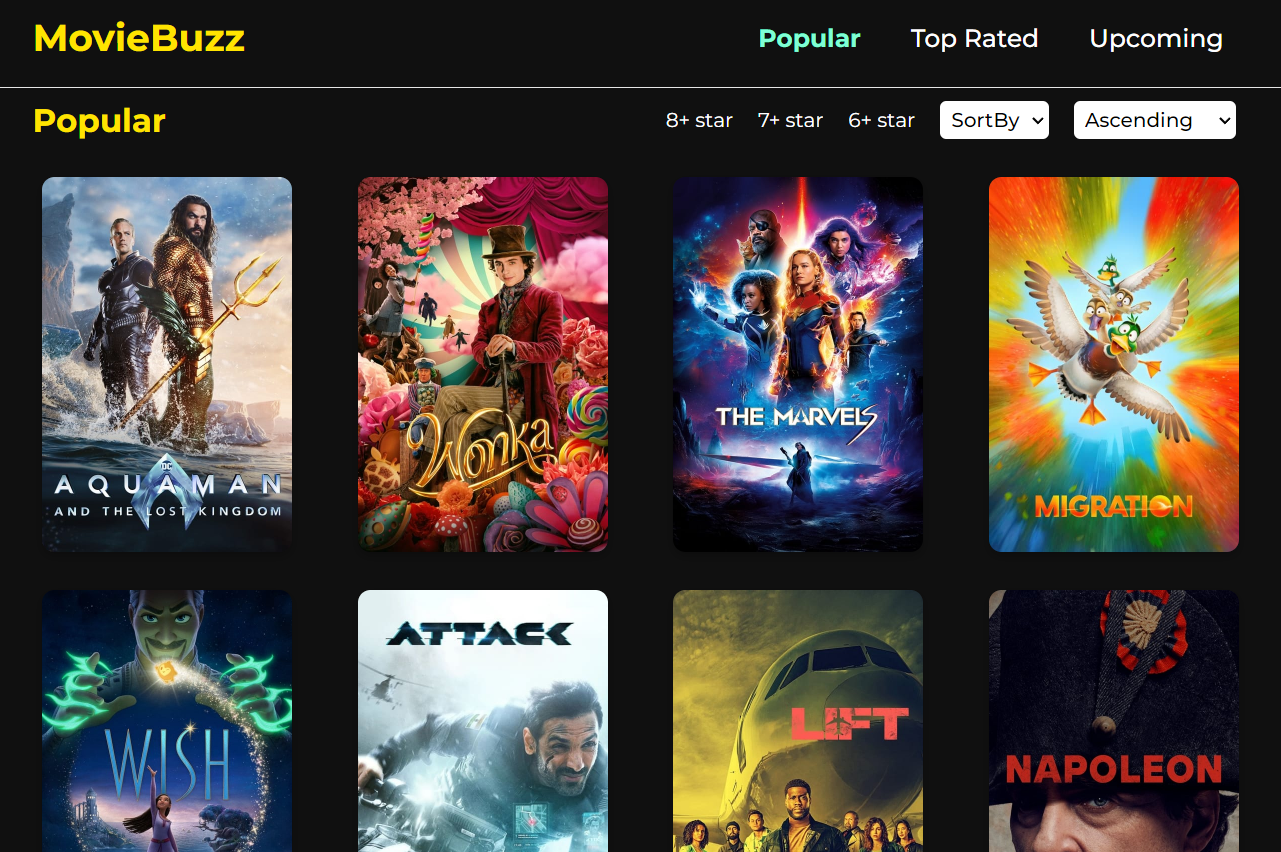 MovieBuzz
Popular Top Rated Upcoming
Popular
8+ star 7+ star 6+ star SortBy Ascending
DC
AQUAMAN
AND THE LOST KINGDOM
Wonka
THE MARVELS
MIGRATION
WISH
ATTACK
LIFT
NAPOLEON